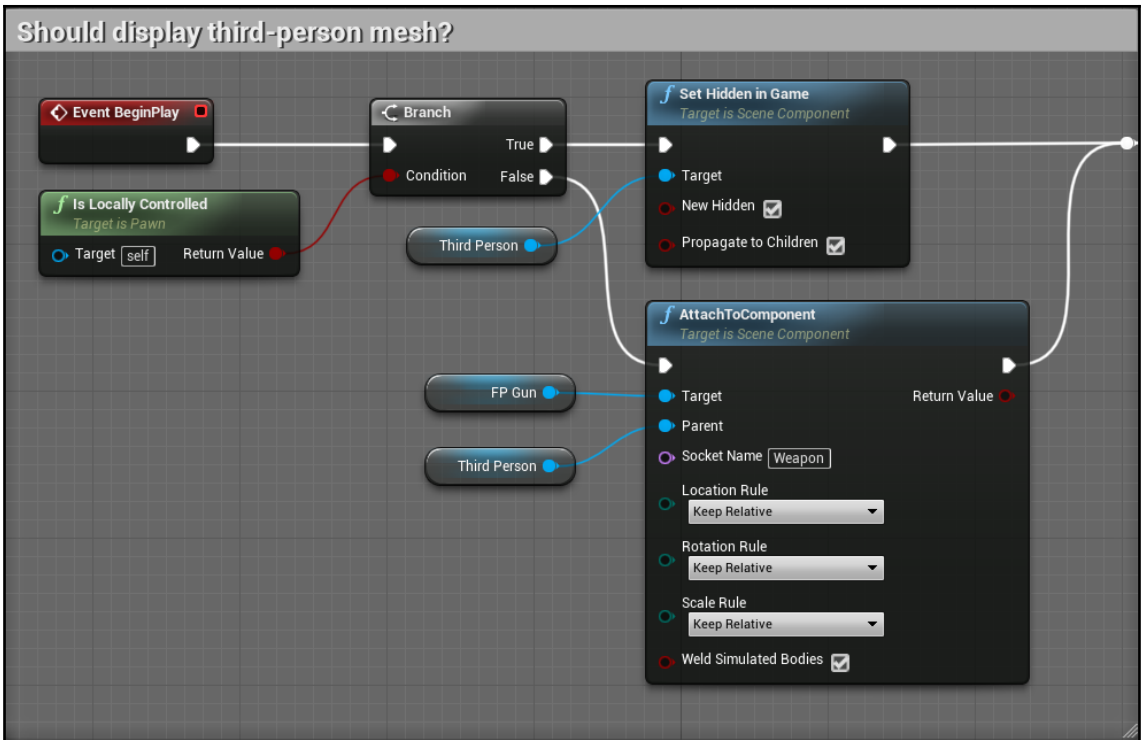 Should display third-person mesh?
Event BeginPlay
Is Locally Controlled
Target is Pawn
Target self Return Value
Branch
True
Condition False
Third Person
Set Hidden in Game
Target is Scene Component
Target
New Hidden
Propagate to Children
FP Gun
Third Person
AttachToComponent
Target is Scene Component
Target Return Value
Parent
Socket Name Weapon
Location Rule
Keep Relative
Rotation Rule
Keep Relative
Scale Rule
Keep Relative
Weld Simulated Bodies